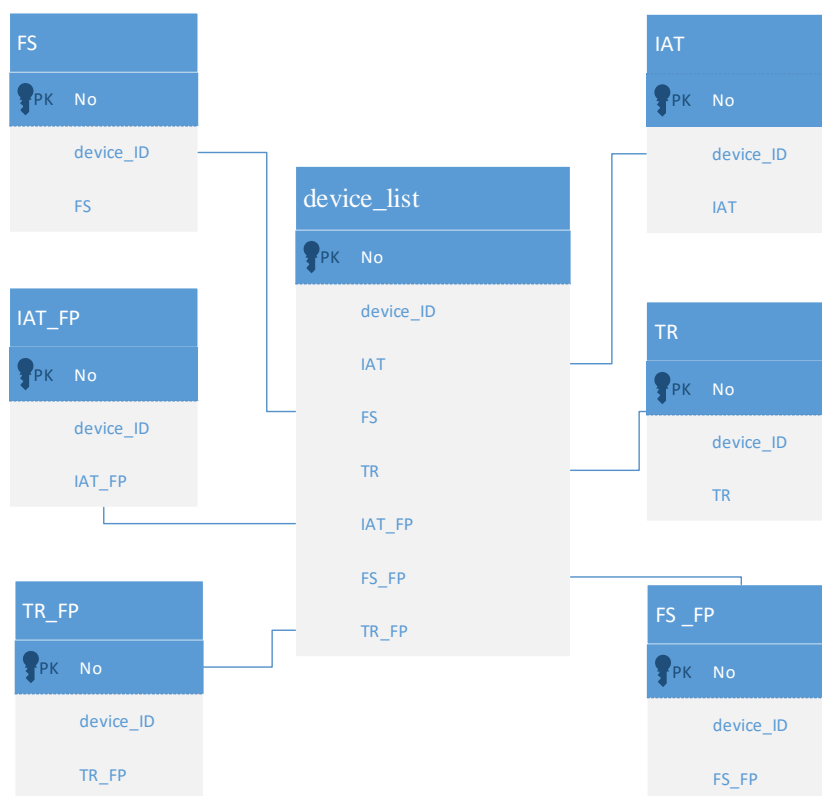 FS
PK No
device_ID
FS
IAT
PK No
device_ID
IAT
device_list
PK No
device_ID
IAT
FS
TR
IAT_FP
FS_FP
TR_FP
IAT_FP
PK No
device_ID
IAT_FP
TR
PK No
device_ID
TR
TR_FP
PK No
device_ID
TR_FP
FS _FP
PK No
device_ID
FS_FP